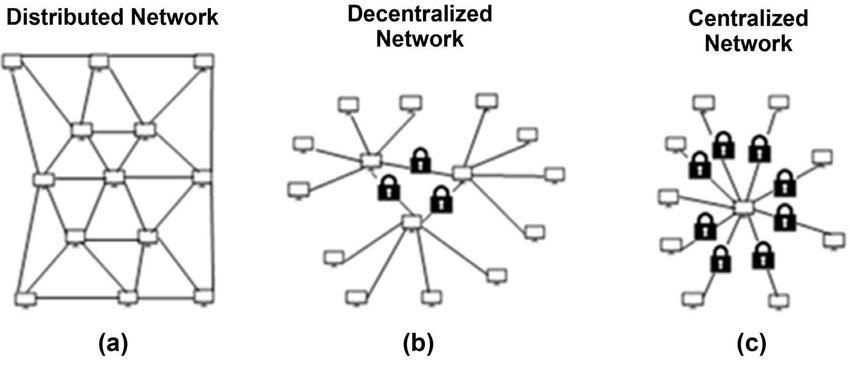 Distributed Network
Decentralized
Network
Centralized
Network
(a)
(b)
(c)